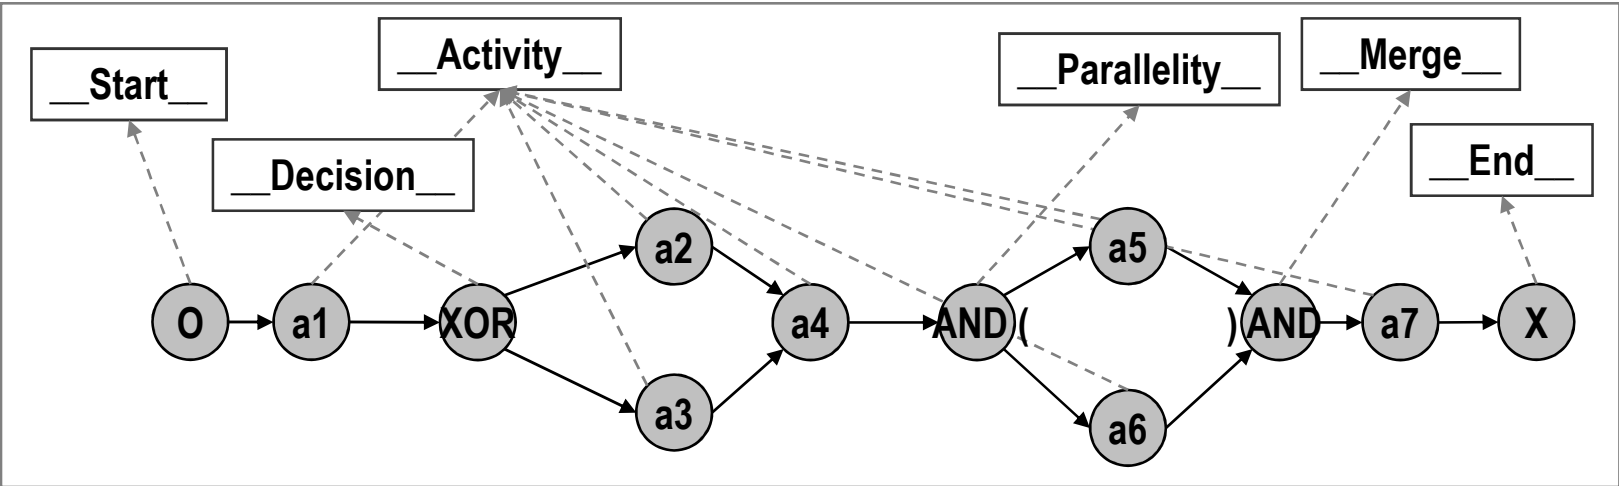 __Start__
__Activity__
__Parallelity__
__Merge__
__Decision__
__End__
a2
a5
O
a1
XOR
a4
AND (
) AND
a7
X
a3
a6